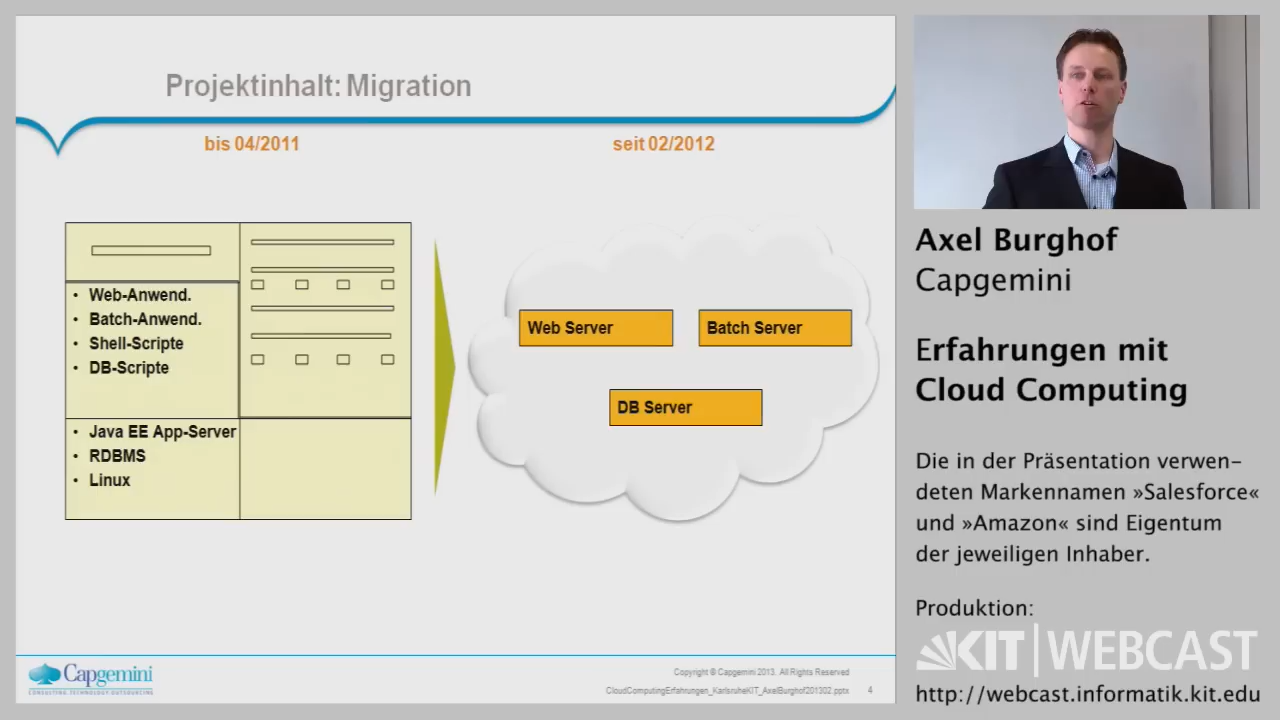 Projektinhalt: Migration
bis 04/2011
seit 02/2012
• Web-Anwend.
• Batch-Anwend.
• Shell-Scripte
• DB-Scripte
• Java EE App-Server
• RDBMS
• Linux
Web Server
Batch Server
DB Server
Capgemini
CONSULTING.TECHNOLOGY.OUTSOURCING
Copyright © Capgemini 2013. All Rights Reserved
CloudComputingErfahrungen_KarlsruheKIT_AxelBurghof201302.pptx
4
Axel Burghof
Capgemini
Erfahrungen mit
Cloud Computing
Die in der Präsentation verwen-
deten Markennamen »Salesforce«
und »Amazon« sind Eigentum
der jeweiligen Inhaber.
Produktion:
KIT WEBCAST
http://webcast.informatik.kit.edu